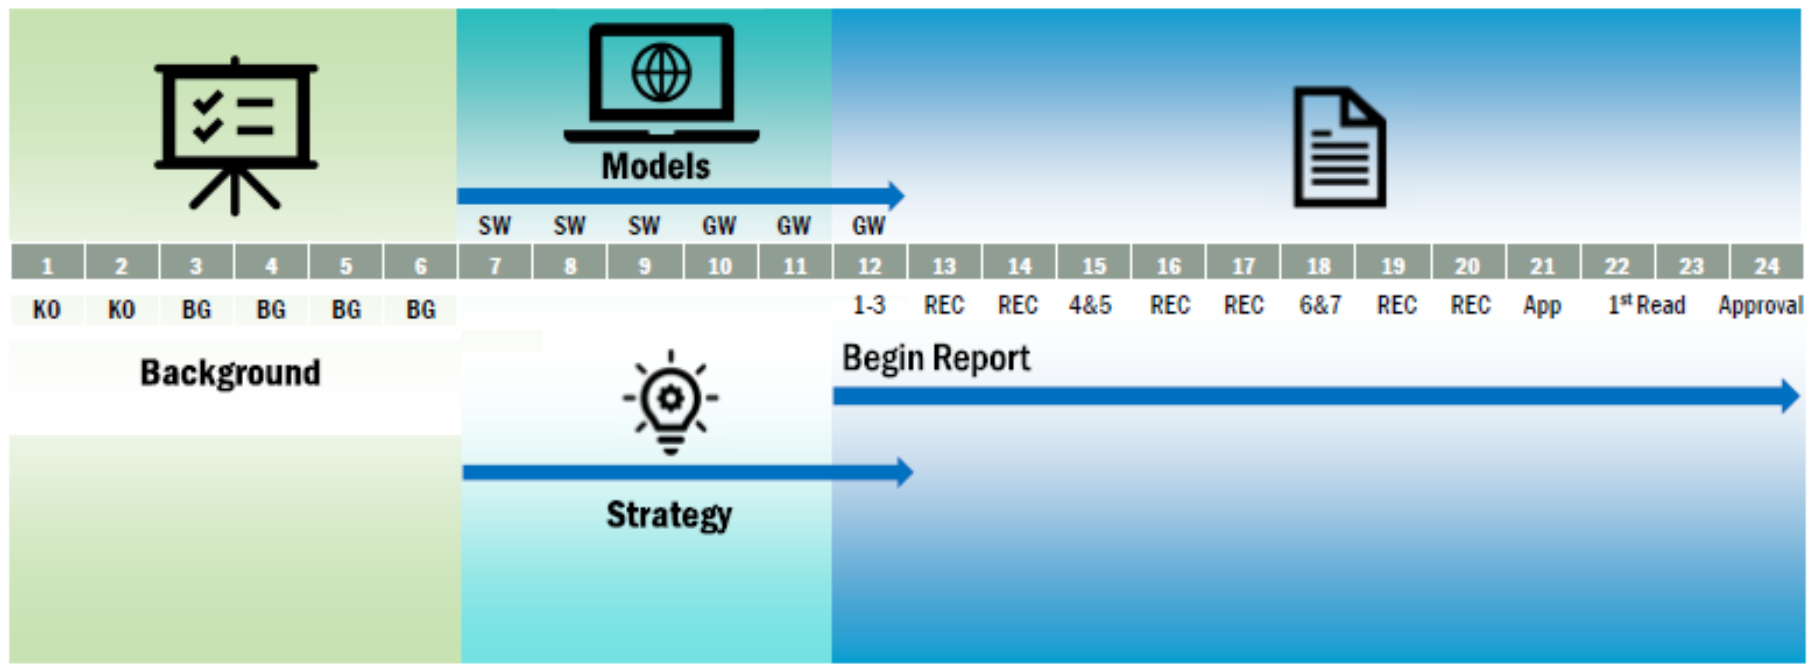 Models
SW SW SW GW GW GW
1 2 3 4 5 6 7 8 9 10 11 12 13 14 15 16 17 18 19 20 21 22 23 24
KO KO BG BG BG BG 1-3 REC REC 4&5 REC REC 6&7 REC REC App 1st Read Approval
Background
Begin Report
Strategy